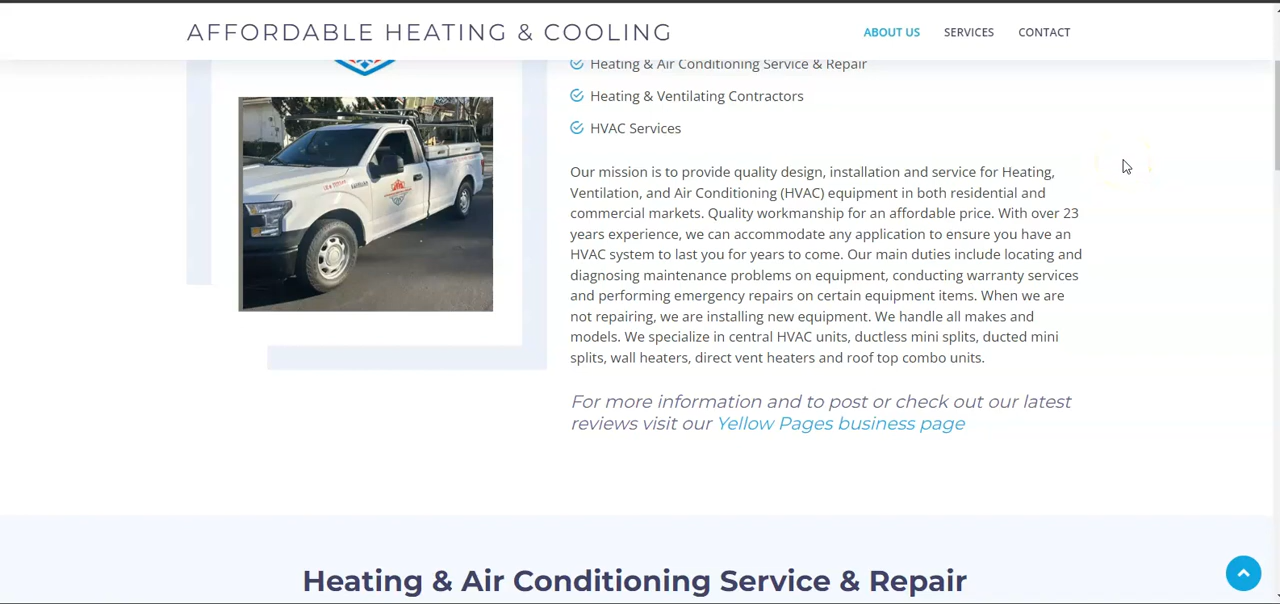 AFFORDABLE HEATING & COOLING
ABOUT US
SERVICES
CONTACT
Heating & Air Conditioning Service & Repair
Heating & Ventilating Contractors
HVAC Services
Our mission is to provide quality design, installation and service for Heating,
Ventilation, and Air Conditioning (HVAC) equipment in both residential and
commercial markets. Quality workmanship for an affordable price. With over 23
years experience, we can accommodate any application to ensure you have an
HVAC system to last you for years to come. Our main duties include locating and
diagnosing maintenance problems on equipment, conducting warranty services
and performing emergency repairs on certain equipment items. When we are
not repairing, we are installing new equipment. We handle all makes and
models. We specialize in central HVAC units, ductless mini splits, ducted mini
splits, wall heaters, direct vent heaters and roof top combo units.
For more information and to post or check out our latest
reviews visit our Yellow Pages business page
Heating & Air Conditioning Service & Repair